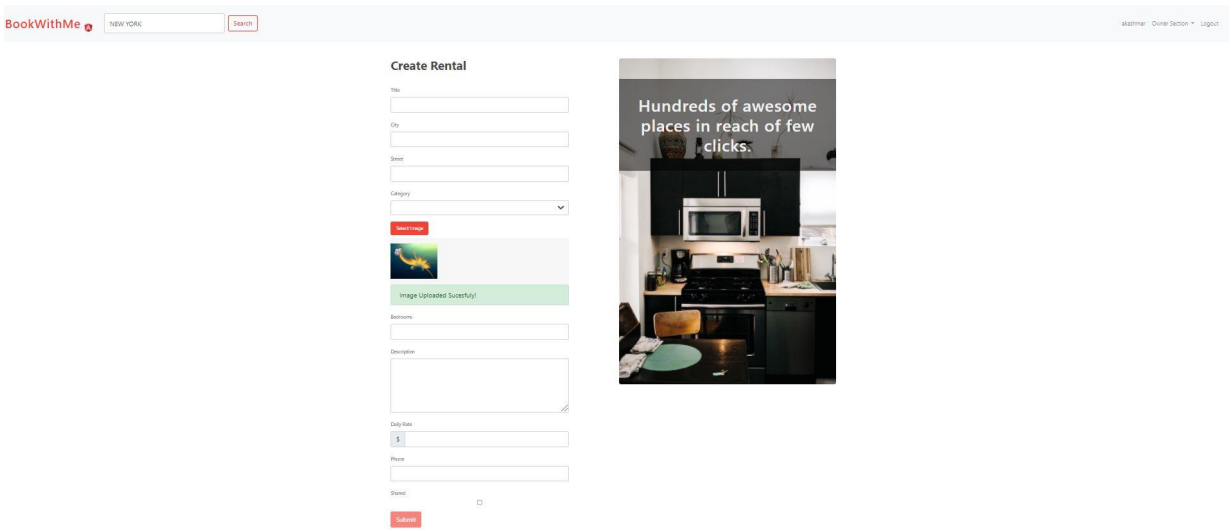 BookWithMe
NEW YORK
Search
akashmar
Owner Section
Logout
Create Rental
Title
City
Street
Category
Select Image
Image Uploaded Sucesfuly!
Bedrooms
Description
Daily Rate
$
Phone
Shared
Submit
Hundreds of awesome
places in reach of few
clicks.